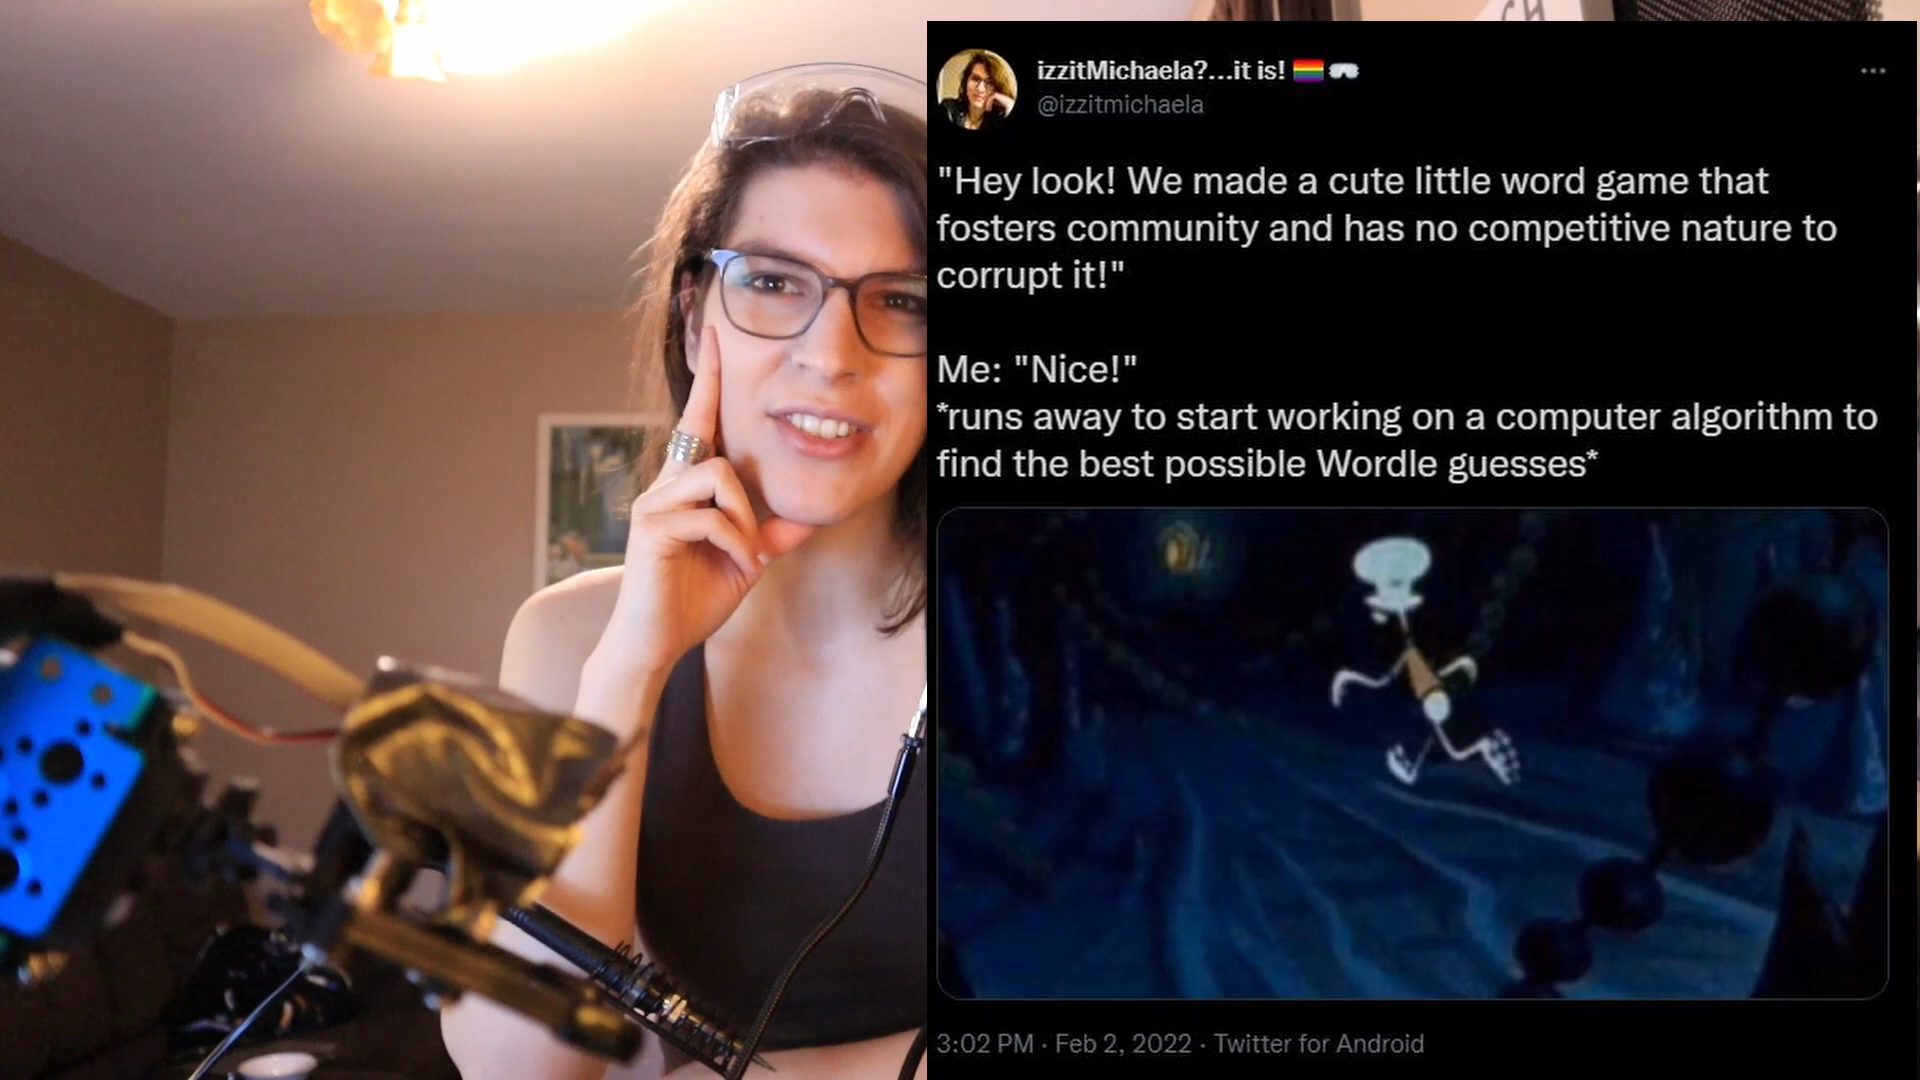 CH
izzitMichaela?...it is! 🏳️‍🌈🥽
@izzitmichaela
"Hey look! We made a cute little word game that
fosters community and has no competitive nature to
corrupt it!"
Me: "Nice!"
*runs away to start working on a computer algorithm to
find the best possible Wordle guesses*
3:02 PM · Feb 2, 2022 · Twitter for Android